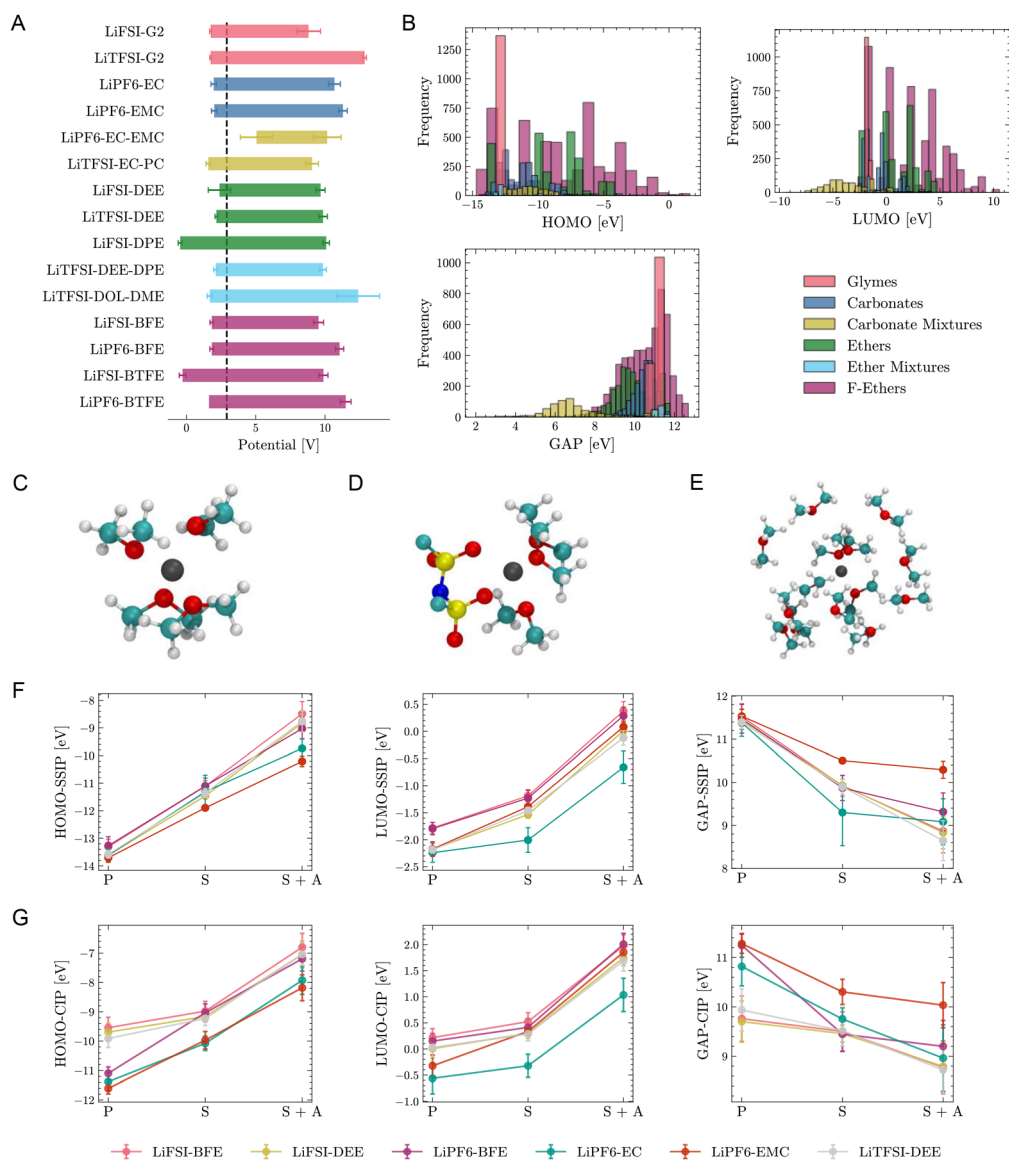 A
LiFSI-G2
LiTFSI-G2
LiPF6-EC
LiPF6-EMC
LiPF6-EC-EMC
LiTFSI-EC-PC
LiFSI-DEE
LiTFSI-DEE
LiFSI-DPE
LiTFSI-DEE-DPE
LiTFSI-DOL-DME
LiFSI-BFE
LiPF6-BFE
LiFSI-BTFE
LiPF6-BTFE
0 5 10
Potential [V]
B
Frequency
1250
1000
750
500
250
0
−15 −10 −5 0
HOMO [eV]
Frequency
1000
750
500
250
0
−10 −5 0 5 10
LUMO [eV]
Frequency
1000
800
600
400
200
0
2 4 6 8 10 12
GAP [eV]
Glymes
Carbonates
Carbonate Mixtures
Ethers
Ether Mixtures
F-Ethers
C
D
E
F
HOMO-SSIP [eV]
−8
−9
−10
−11
−12
−13
−14
P S S + A
LUMO-SSIP [eV]
0.5
0.0
−0.5
−1.0
−1.5
−2.0
−2.5
P S S + A
GAP-SSIP [eV]
12
11
10
9
8
P S S + A
G
HOMO-CIP [eV]
−7
−8
−9
−10
−11
−12
P S S + A
LUMO-CIP [eV]
2.0
1.5
1.0
0.5
0.0
−0.5
−1.0
P S S + A
GAP-CIP [eV]
11
10
9
P S S + A
LiFSI-BFE LiFSI-DEE LiPF6-BFE LiPF6-EC LiPF6-EMC LiTFSI-DEE